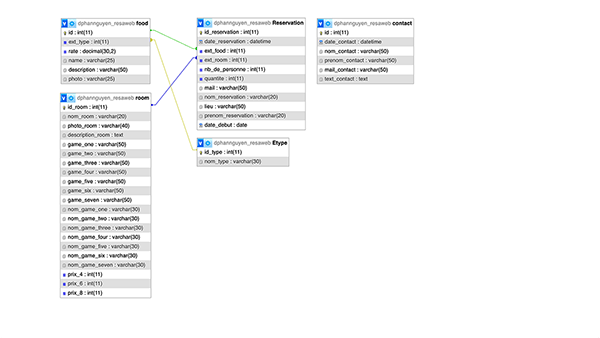 dphannguyen_resaweb food
id : int(11)
ext_type : int(11)
rate : decimal(30,2)
name : varchar(25)
description : varchar(50)
photo : varchar(25)
dphannguyen_resaweb room
id_room : int(11)
nom_room : varchar(20)
photo_room : varchar(40)
description_room : text
game_one : varchar(50)
game_two : varchar(50)
game_three : varchar(50)
game_four : varchar(50)
game_five : varchar(50)
game_six : varchar(50)
game_seven : varchar(50)
nom_game_one : varchar(30)
nom_game_two : varchar(30)
nom_game_three : varchar(30)
nom_game_four : varchar(30)
nom_game_five : varchar(30)
nom_game_six : varchar(30)
nom_game_seven : varchar(30)
prix_4 : int(11)
prix_6 : int(11)
prix_8 : int(11)
dphannguyen_resaweb Reservation
id_reservation : int(11)
date_reservation : datetime
ext_food : int(11)
ext_room : int(11)
nb_de_personne : int(11)
quantite : int(11)
mail : varchar(50)
nom_reservation : varchar(20)
lieu : varchar(50)
prenom_reservation : varchar(20)
date_debut : date
dphannguyen_resaweb Etype
id_type : int(11)
nom_type : varchar(30)
dphannguyen_resaweb contact
id : int(11)
date_contact : datetime
nom_contact : varchar(50)
prenom_contact : varchar(50)
mail_contact : varchar(50)
text_contact : text